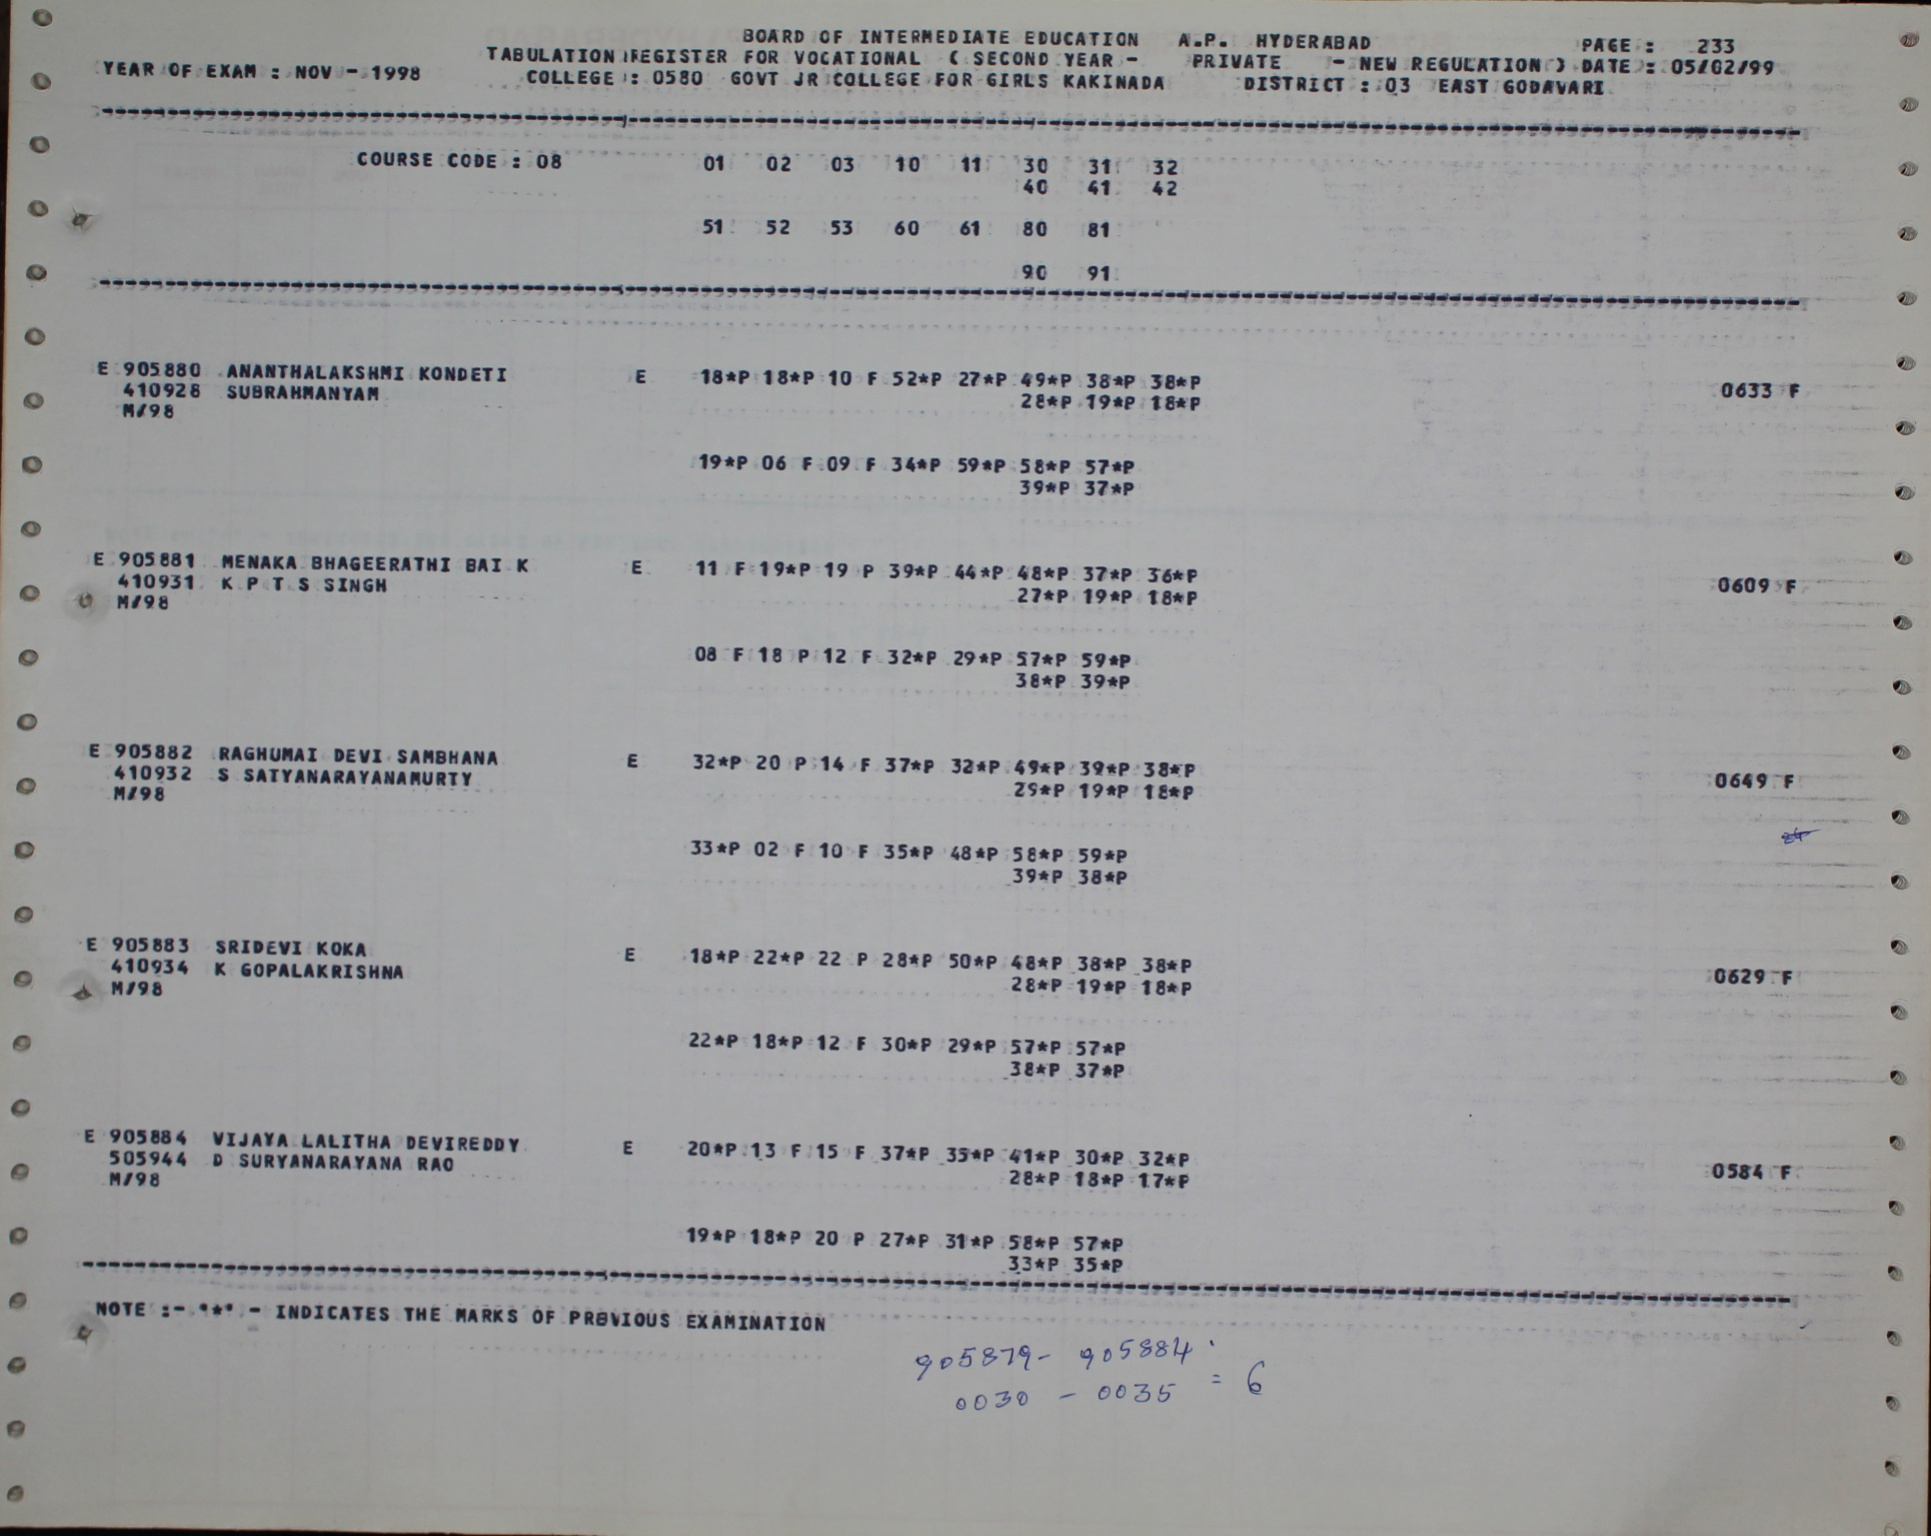 BOARD OF INTERMEDIATE EDUCATION A.P. HYDERABAD PAGE : 233
TABULATION REGISTER FOR VOCATIONAL ( SECOND YEAR - PRIVATE - NEW REGULATION ) DATE : 05/02/99
YEAR OF EXAM : NOV - 1998 COLLEGE : 0580 GOVT JR COLLEGE FOR GIRLS KAKINADA DISTRICT : 03 EAST GODAVARI
COURSE CODE : 08 01 02 03 10 11 30 31 32
40 41 42
51 52 53 60 61 80 81
90 91
E 905880 ANANTHALAKSHMI KONDETI E 18*P 18*P 10 F 52*P 27*P 49*P 38*P 38*P
410928 SUBRAHMANYAM 28*P 19*P 18*P 0633 F
M/98
19*P 06 F 09 F 34*P 59*P 58*P 57*P
39*P 37*P
E 905881 MENAKA BHAGEERATHI BAI K E 11 F 19*P 19 P 39*P 44*P 48*P 37*P 36*P
410931 K P T S SINGH 27*P 19*P 18*P 0609 F
M/98
08 F 18 P 12 F 32*P 29*P 57*P 59*P
38*P 39*P
E 905882 RAGHUMAI DEVI SAMBHANA E 32*P 20 P 14 F 37*P 32*P 49*P 39*P 38*P
410932 S SATYANARAYANAMURTY 29*P 19*P 18*P 0649 F
M/98
33*P 02 F 10 F 35*P 48*P 58*P 59*P
39*P 38*P
E 905883 SRIDEVI KOKA E 18*P 22*P 22 P 28*P 50*P 48*P 38*P 38*P
410934 K GOPALAKRISHNA 28*P 19*P 18*P 0629 F
M/98
22*P 18*P 12 F 30*P 29*P 57*P 57*P
38*P 37*P
E 905884 VIJAYA LALITHA DEVIREDDY E 20*P 13 F 15 F 37*P 35*P 41*P 30*P 32*P
505944 D SURYANARAYANA RAO 28*P 18*P 17*P 0584 F
M/98
19*P 18*P 20 P 27*P 31*P 58*P 57*P
33*P 35*P
NOTE :- "*" - INDICATES THE MARKS OF PREVIOUS EXAMINATION
905879 - 905884
0030 - 0035 = 6